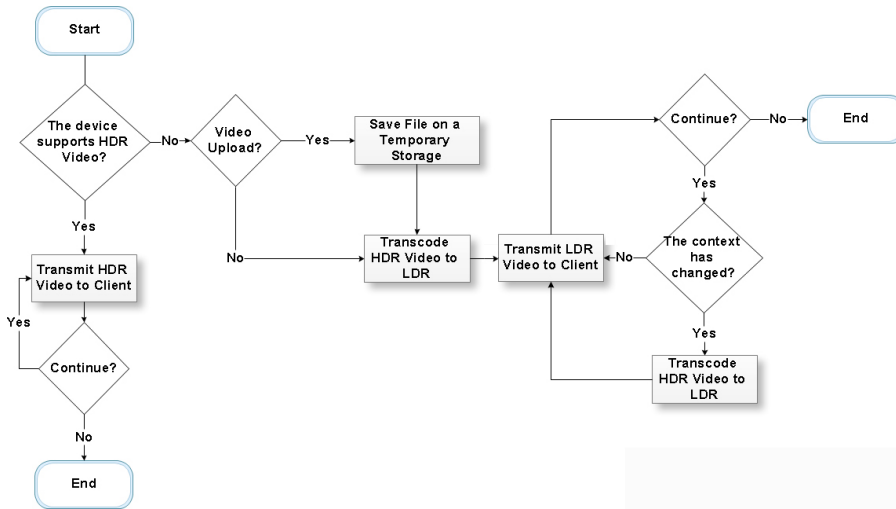 Start
The device
supports HDR
Video?
No
Video
Upload?
Yes
Save File on a
Temporary
Storage
No
Transcode
HDR Video to
LDR
Transmit LDR
Video to Client
Continue?
No
End
Yes
The context
has
changed?
No
Yes
Transcode
HDR Video to
LDR
Yes
Transmit HDR
Video to Client
Yes
Continue?
No
End